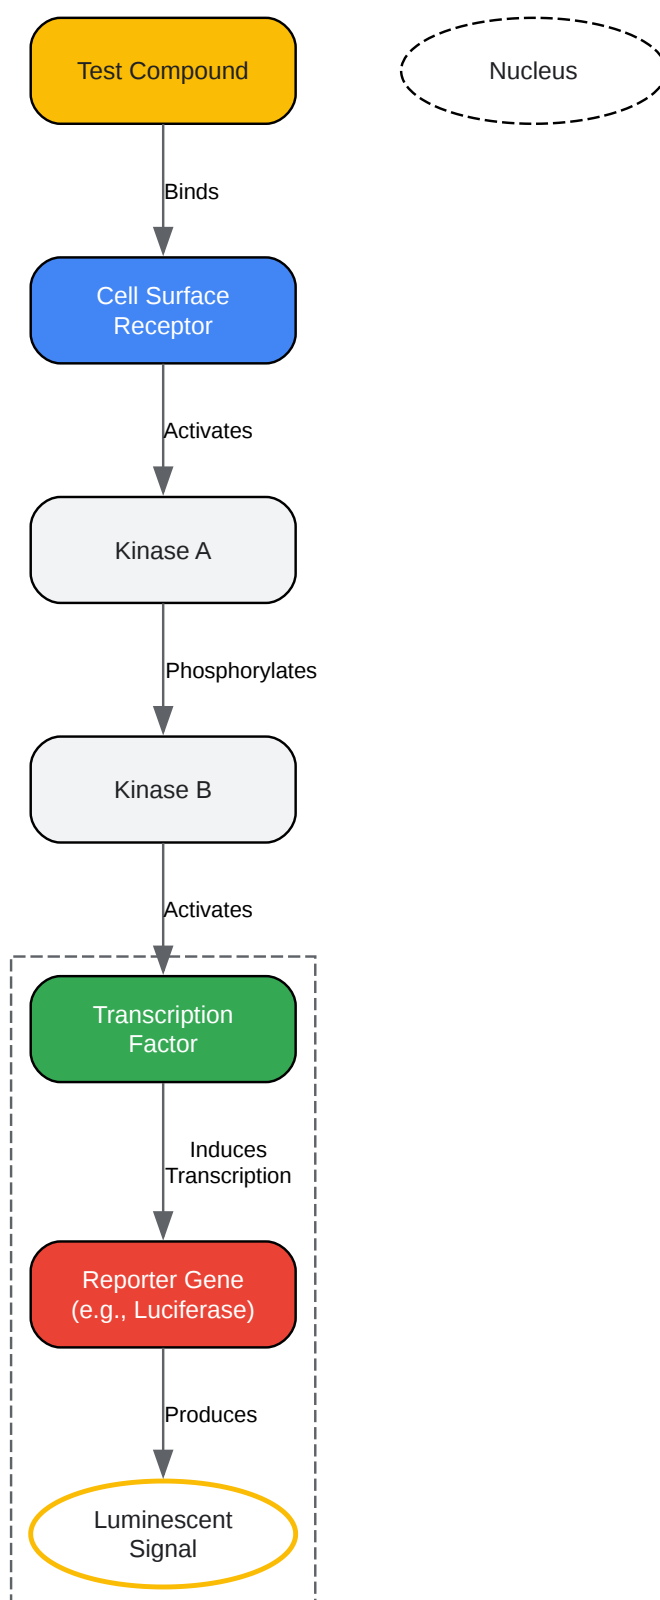 Test Compound
Nucleus
Binds
Cell Surface
Receptor
Activates
Kinase A
Phosphorylates
Kinase B
Activates
Transcription
Factor
Induces
Transcription
Reporter Gene
(e.g., Luciferase)
Produces
Luminescent
Signal